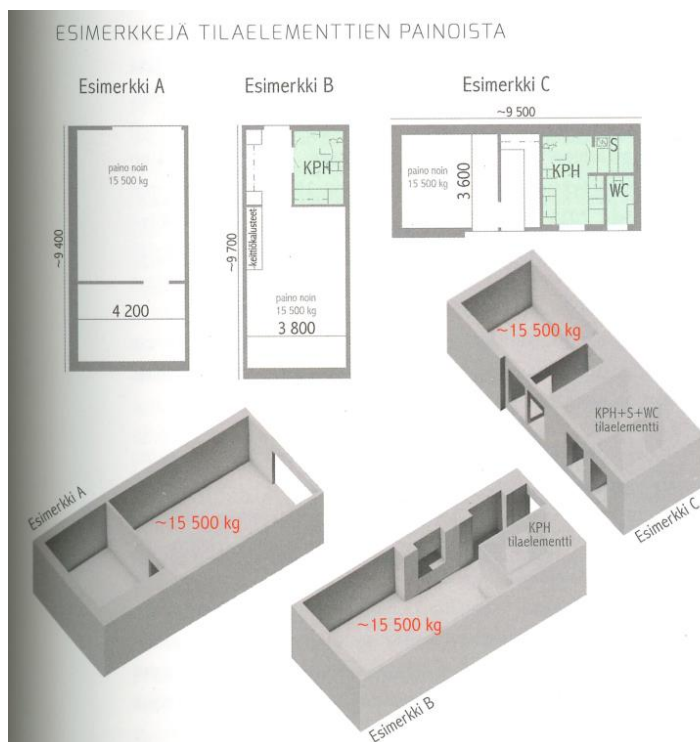 ESIMERKKEJÄ TILAELEMENTTIEN PAINOISTA
Esimerkki A
Esimerkki B
Esimerkki C
~9 500
paino noin
15 500 kg
~9 400
4 200
KPH
keittiökalusteet
~9 700
paino noin
15 500 kg
3 800
paino noin
15 500 kg
3 600
KPH
S
WC
~15 500 kg
KPH+S+WC
tilaelementti
Esimerkki C
Esimerkki A
~15 500 kg
KPH
tilaelementti
~15 500 kg
Esimerkki B